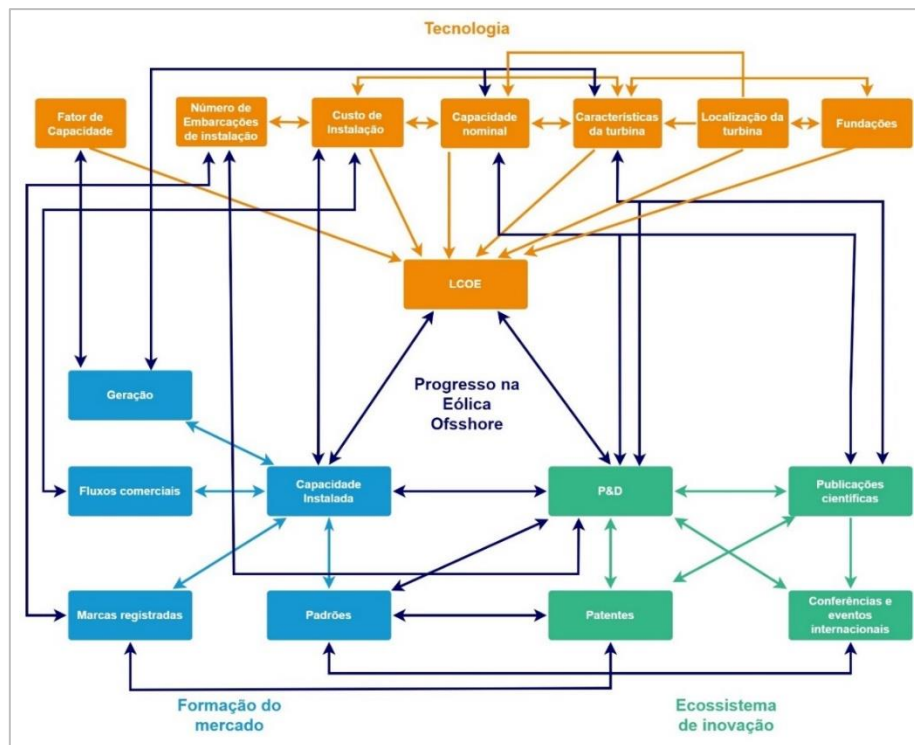 Tecnologia
Fator de
Capacidade
Número de
Embarcações
de instalação
Custo de
Instalação
Capacidade
nominal
Características
da turbina
Localização da
turbina
Fundações
LCOE
Progresso na
Eólica
Ofsshore
Geração
Fluxos comerciais
Capacidade
Instalada
P&D
Publicações
científicas
Marcas registradas
Padrões
Patentes
Conferências e
eventos
internacionais
Formação do
mercado
Ecossistema
de inovação